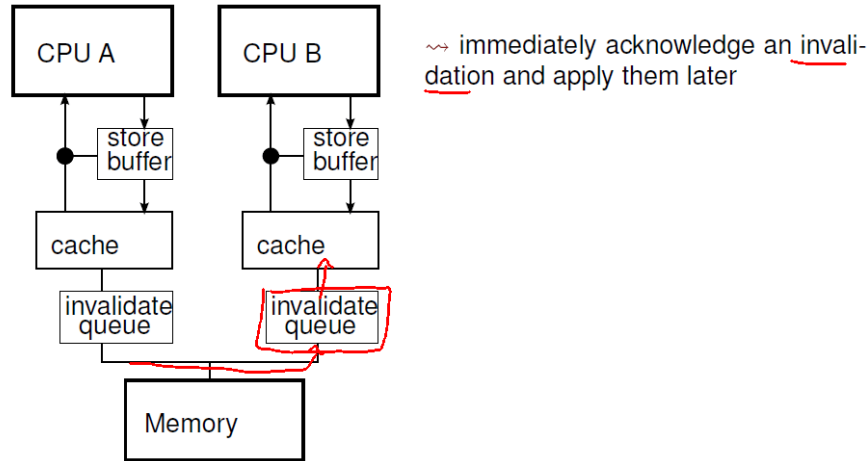 CPU A
CPU B
⇝ immediately acknowledge an invali-
dation and apply them later
store
buffer
store
buffer
cache
cache
invalidate
queue
invalidate
queue
Memory